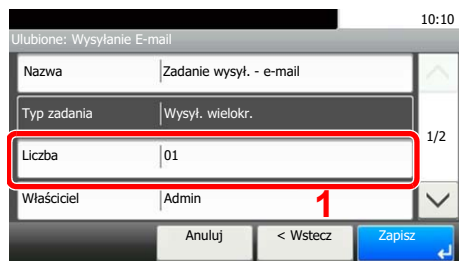 10:10
Ulubione: Wysyłanie E-mail
Nazwa Zadanie wysył. - e-mail
Typ zadania Wysył. wielokr.
1/2
Liczba 01
Właściciel Admin
1
Anuluj < Wstecz Zapisz